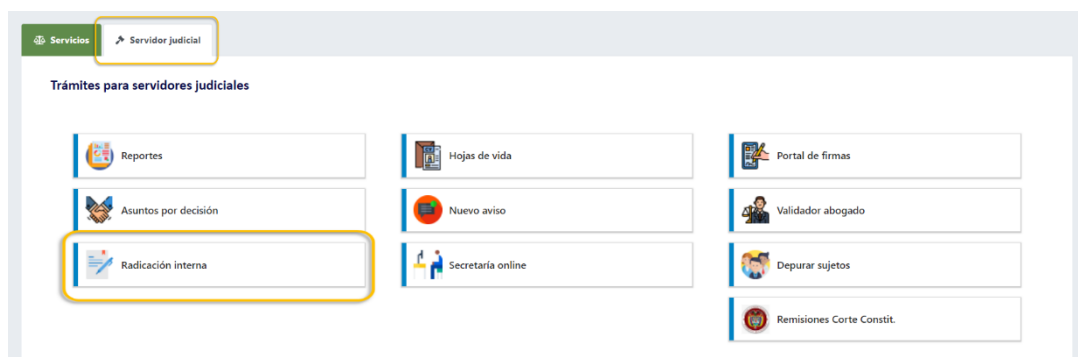 Servicios
Servidor judicial
Trámites para servidores judiciales
Reportes
Hojas de vida
Portal de firmas
Asuntos por decisión
Nuevo aviso
Validador abogado
Radicación interna
Secretaría online
Depurar sujetos
Remisiones Corte Constit.